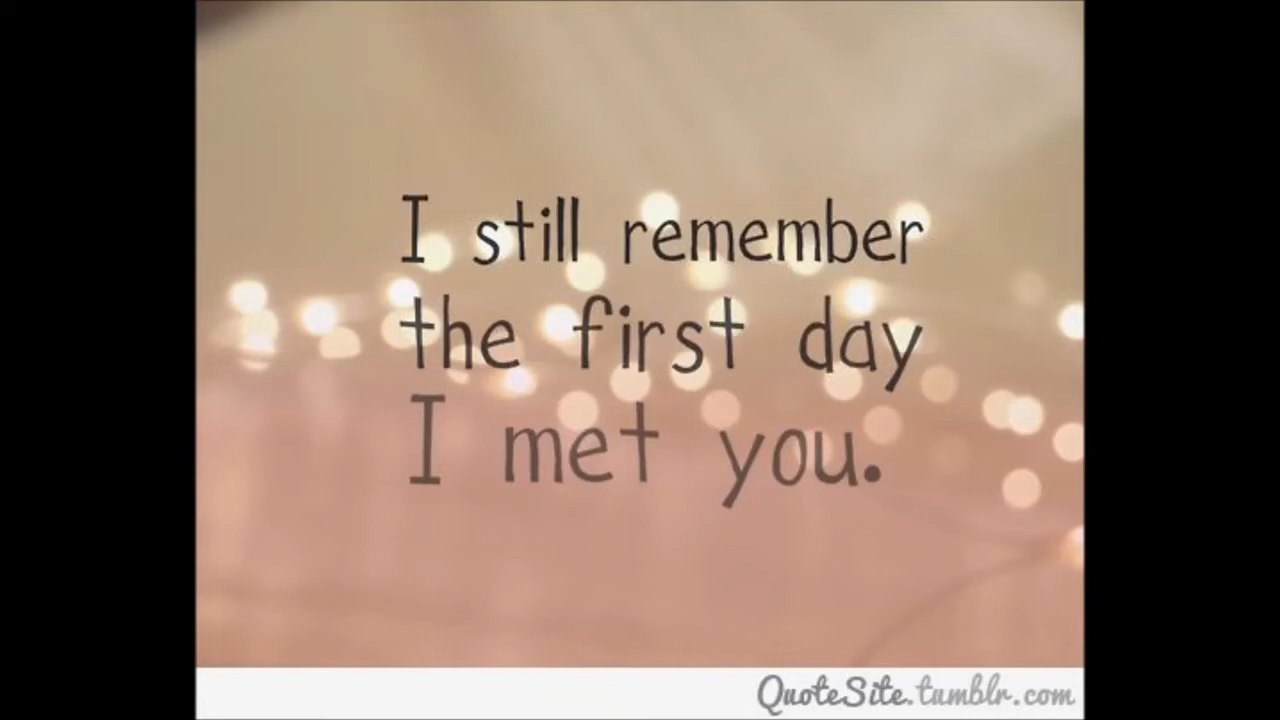 I still remember
the first day
I met you.
QuoteSite.tumblr.com